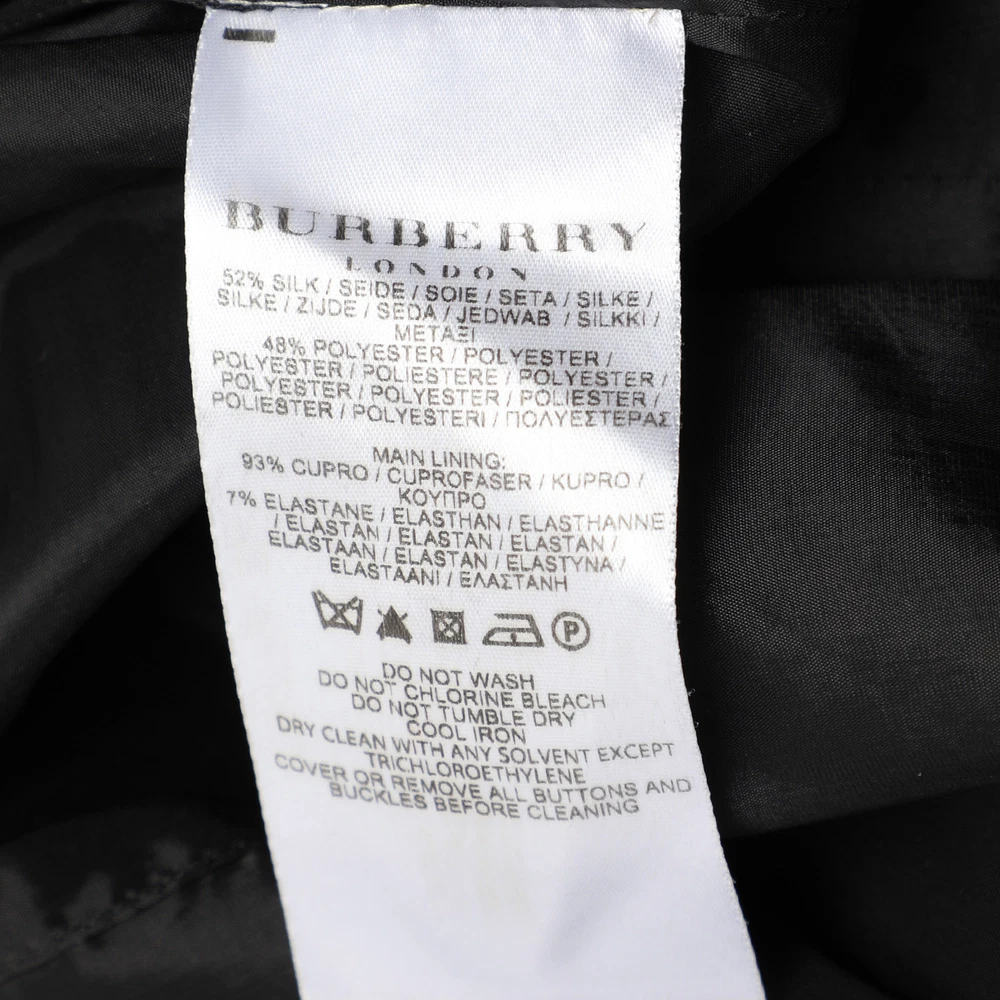 BURBERRY
LONDON
52% SILK / SEIDE / SOIE / SETA / SILKE /
SILKE / ZIJDE / SEDA / JEDWAB / SILKKI /
ΜΕΤΑΞΙ
48% POLYESTER / POLYESTER /
POLYESTER / POLIESTERE / POLYESTER /
POLYESTER / POLYESTER / POLIESTER /
POLIESTER / POLYESTERI / ΠΟΛΥΕΣΤΕΡΑΣ
MAIN LINING:
93% CUPRO / CUPROFASER / KUPRO /
ΚΟΥΠΡΟ
7% ELASTANE / ELASTHAN / ELASTHANNE
/ ELASTAN / ELASTAN / ELASTAN /
ELASTAAN / ELASTAN / ELASTYNA /
ELASTAANI / ΕΛΑΣΤΑΝΗ
P
DO NOT WASH
DO NOT CHLORINE BLEACH
DO NOT TUMBLE DRY
COOL IRON
DRY CLEAN WITH ANY SOLVENT EXCEPT
TRICHLOROETHYLENE
COVER OR REMOVE ALL BUTTONS AND
BUCKLES BEFORE CLEANING